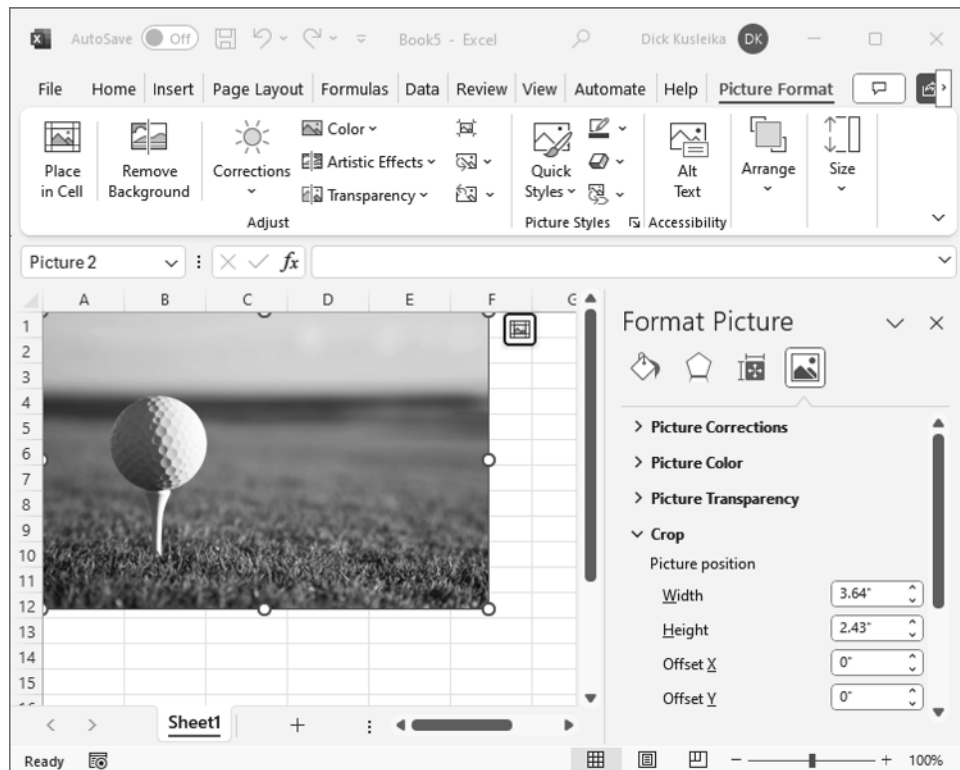 AutoSave Off Book5 - Excel Dick Kusleika DK
File Home Insert Page Layout Formulas Data Review View Automate Help Picture Format
Place in Cell
Remove Background
Corrections
Color
Artistic Effects
Transparency
Adjust
Quick Styles
Picture Styles
Alt Text
Accessibility
Arrange
Size
Picture 2 fx
A B C D E F G
1
2
3
4
5
6
7
8
9
10
11
12
13
14
15
Format Picture
Picture Corrections
Picture Color
Picture Transparency
Crop
Picture position
Width 3.64"
Height 2.43"
Offset X 0"
Offset Y 0"
Sheet1
Ready 100%